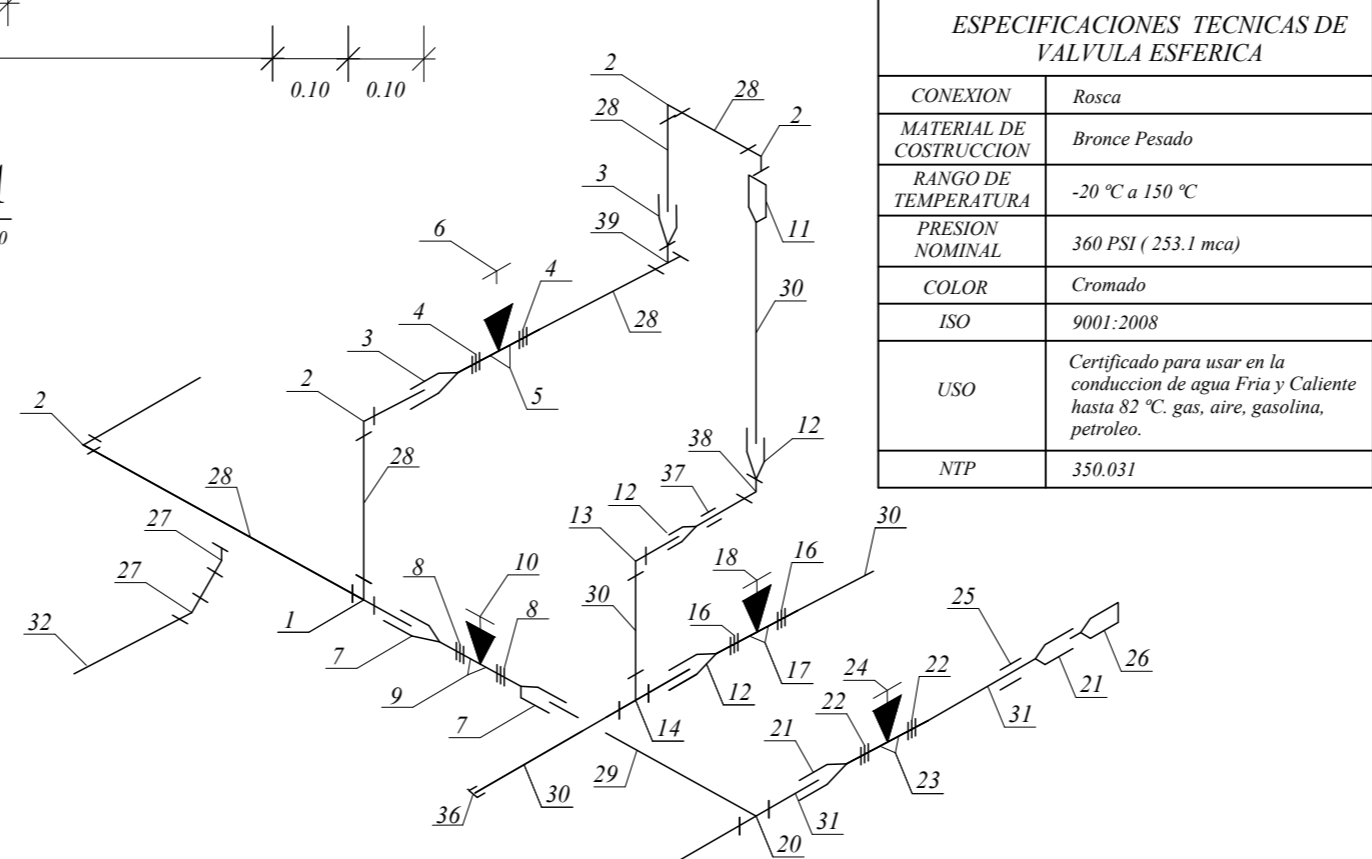 0.10 0.10
1
0
ESPECIFICACIONES TECNICAS DE
VALVULA ESFERICA
CONEXION Rosca
MATERIAL DE
COSTRUCCION
Bronce Pesado
RANGO DE
TEMPERATURA
-20 ºC a 150 ºC
PRESION
NOMINAL
360 PSI ( 253.1 mca)
COLOR Cromado
ISO 9001:2008
USO
Certificado para usar en la
conduccion de agua Fria y Caliente
hasta 82 ºC. gas, aire, gasolina,
petroleo.
NTP 350.031
2
28
28
2
3
6
39
11
4
4
30
28
3
5
2
2
38
12
28
37
28
12
30
27
13
18
16
8
10
27
30
16
8
25
32
1
7
17
24
22
26
9
12
21
7
14
22
21
31
29
23
30
36
31
20